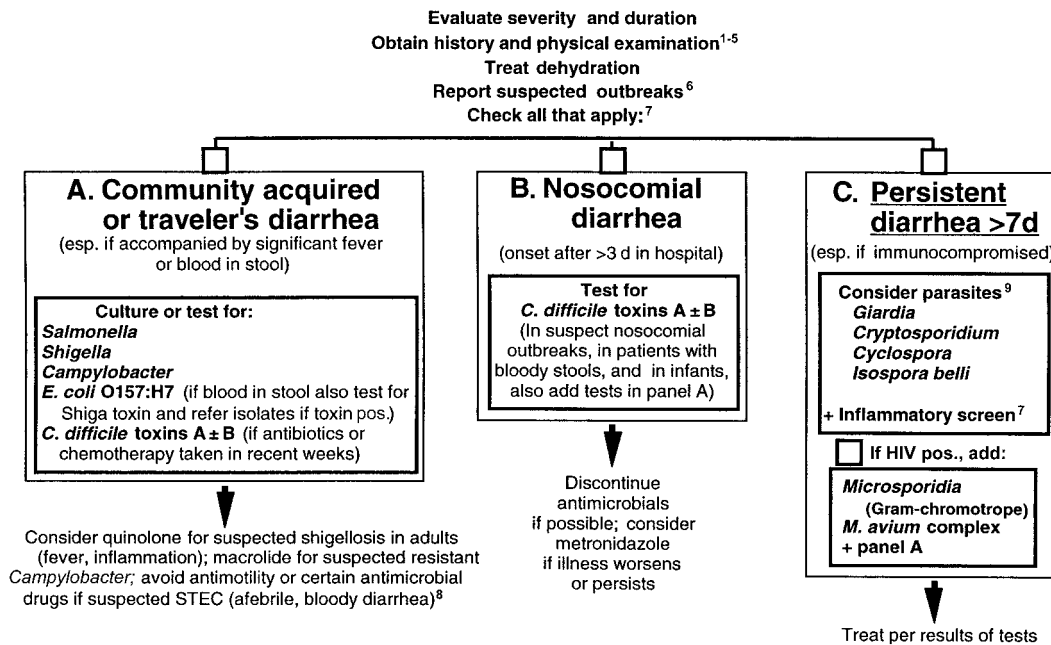 Evaluate severity and duration
Obtain history and physical examination1-5
Treat dehydration
Report suspected outbreaks6
Check all that apply:7
A. Community acquired
or traveler's diarrhea
(esp. if accompanied by significant fever
or blood in stool)
Culture or test for:
Salmonella
Shigella
Campylobacter
E. coli O157:H7 (if blood in stool also test for
Shiga toxin and refer isolates if toxin pos.)
C. difficile toxins A ± B (if antibiotics or
chemotherapy taken in recent weeks)
Consider quinolone for suspected shigellosis in adults
(fever, inflammation); macrolide for suspected resistant
Campylobacter; avoid antimotility or certain antimicrobial
drugs if suspected STEC (afebrile, bloody diarrhea)8
B. Nosocomial
diarrhea
(onset after >3 d in hospital)
Test for
C. difficile toxins A ± B
(In suspect nosocomial
outbreaks, in patients with
bloody stools, and in infants,
also add tests in panel A)
Discontinue
antimicrobials
if possible; consider
metronidazole
if illness worsens
or persists
C. Persistent
diarrhea >7d
(esp. if immunocompromised)
Consider parasites9
Giardia
Cryptosporidium
Cyclospora
Isospora belli
+ Inflammatory screen7
If HIV pos., add:
Microsporidia
(Gram-chromotrope)
M. avium complex
+ panel A
Treat per results of tests